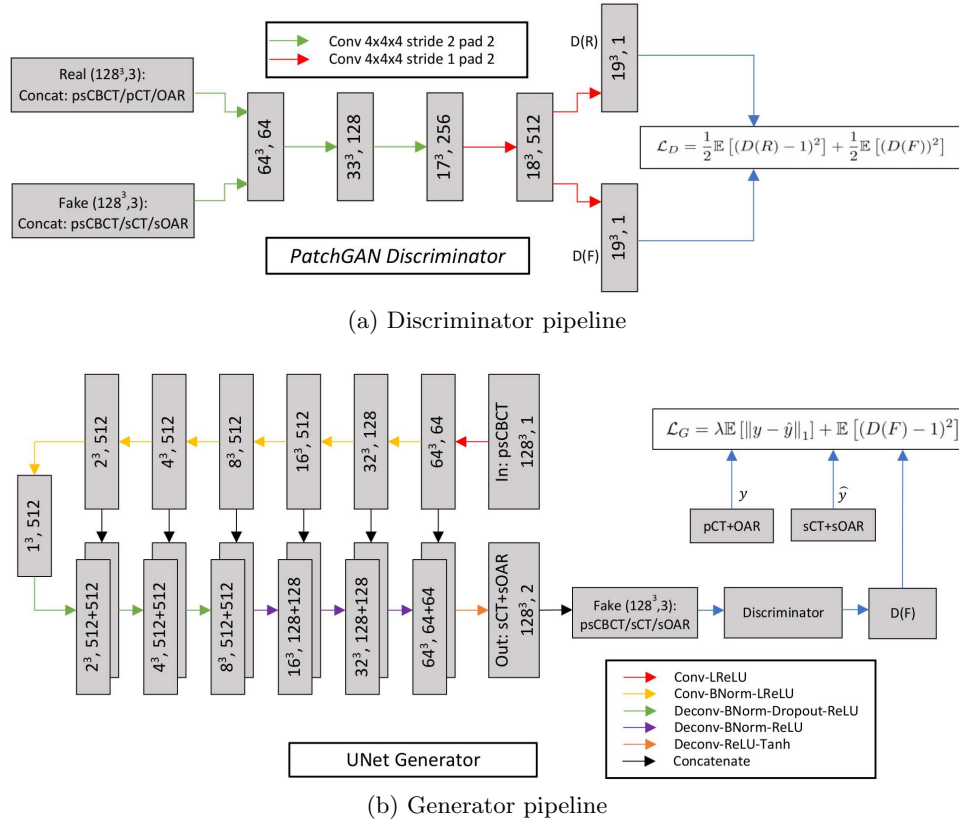 Conv 4x4x4 stride 2 pad 2
Conv 4x4x4 stride 1 pad 2
Real (128³,3):
Concat: psCBCT/pCT/OAR
Fake (128³,3):
Concat: psCBCT/sCT/sOAR
64³, 64
33³, 128
17³, 256
18³, 512
D(R)
19³, 1
D(F)
19³, 1
ℒ_D = 1/2 𝔼 [(D(R) − 1)²] + 1/2 𝔼 [(D(F))²]
PatchGAN Discriminator
(a) Discriminator pipeline
2³, 512
4³, 512
8³, 512
16³, 512
32³, 128
64³, 64
In: psCBCT
128³, 1
1³, 512
2³, 512+512
4³, 512+512
8³, 512+512
16³, 128+128
32³, 128+128
64³, 64+64
Out: sCT+sOAR
128³, 2
ℒ_G = λ𝔼 [‖y − ŷ‖₁] + 𝔼 [(D(F) − 1)²]
y
ŷ
pCT+OAR
sCT+sOAR
Fake (128³,3):
psCBCT/sCT/sOAR
Discriminator
D(F)
Conv-LReLU
Conv-BNorm-LReLU
Deconv-BNorm-Dropout-ReLU
Deconv-BNorm-ReLU
Deconv-ReLU-Tanh
Concatenate
UNet Generator
(b) Generator pipeline